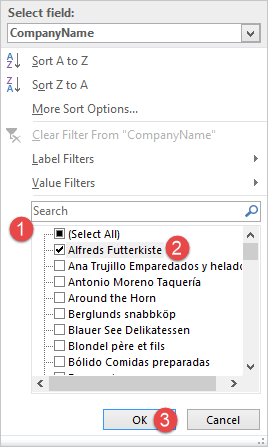 Select field:
CompanyName
Sort A to Z
Sort Z to A
More Sort Options...
Clear Filter From "CompanyName"
Label Filters
Value Filters
Search
1
(Select All)
Alfreds Futterkiste 2
Ana Trujillo Emparedados y helado
Antonio Moreno Taquería
Around the Horn
Berglunds snabbköp
Blauer See Delikatessen
Blondel père et fils
Bólido Comidas preparadas
OK 3 Cancel